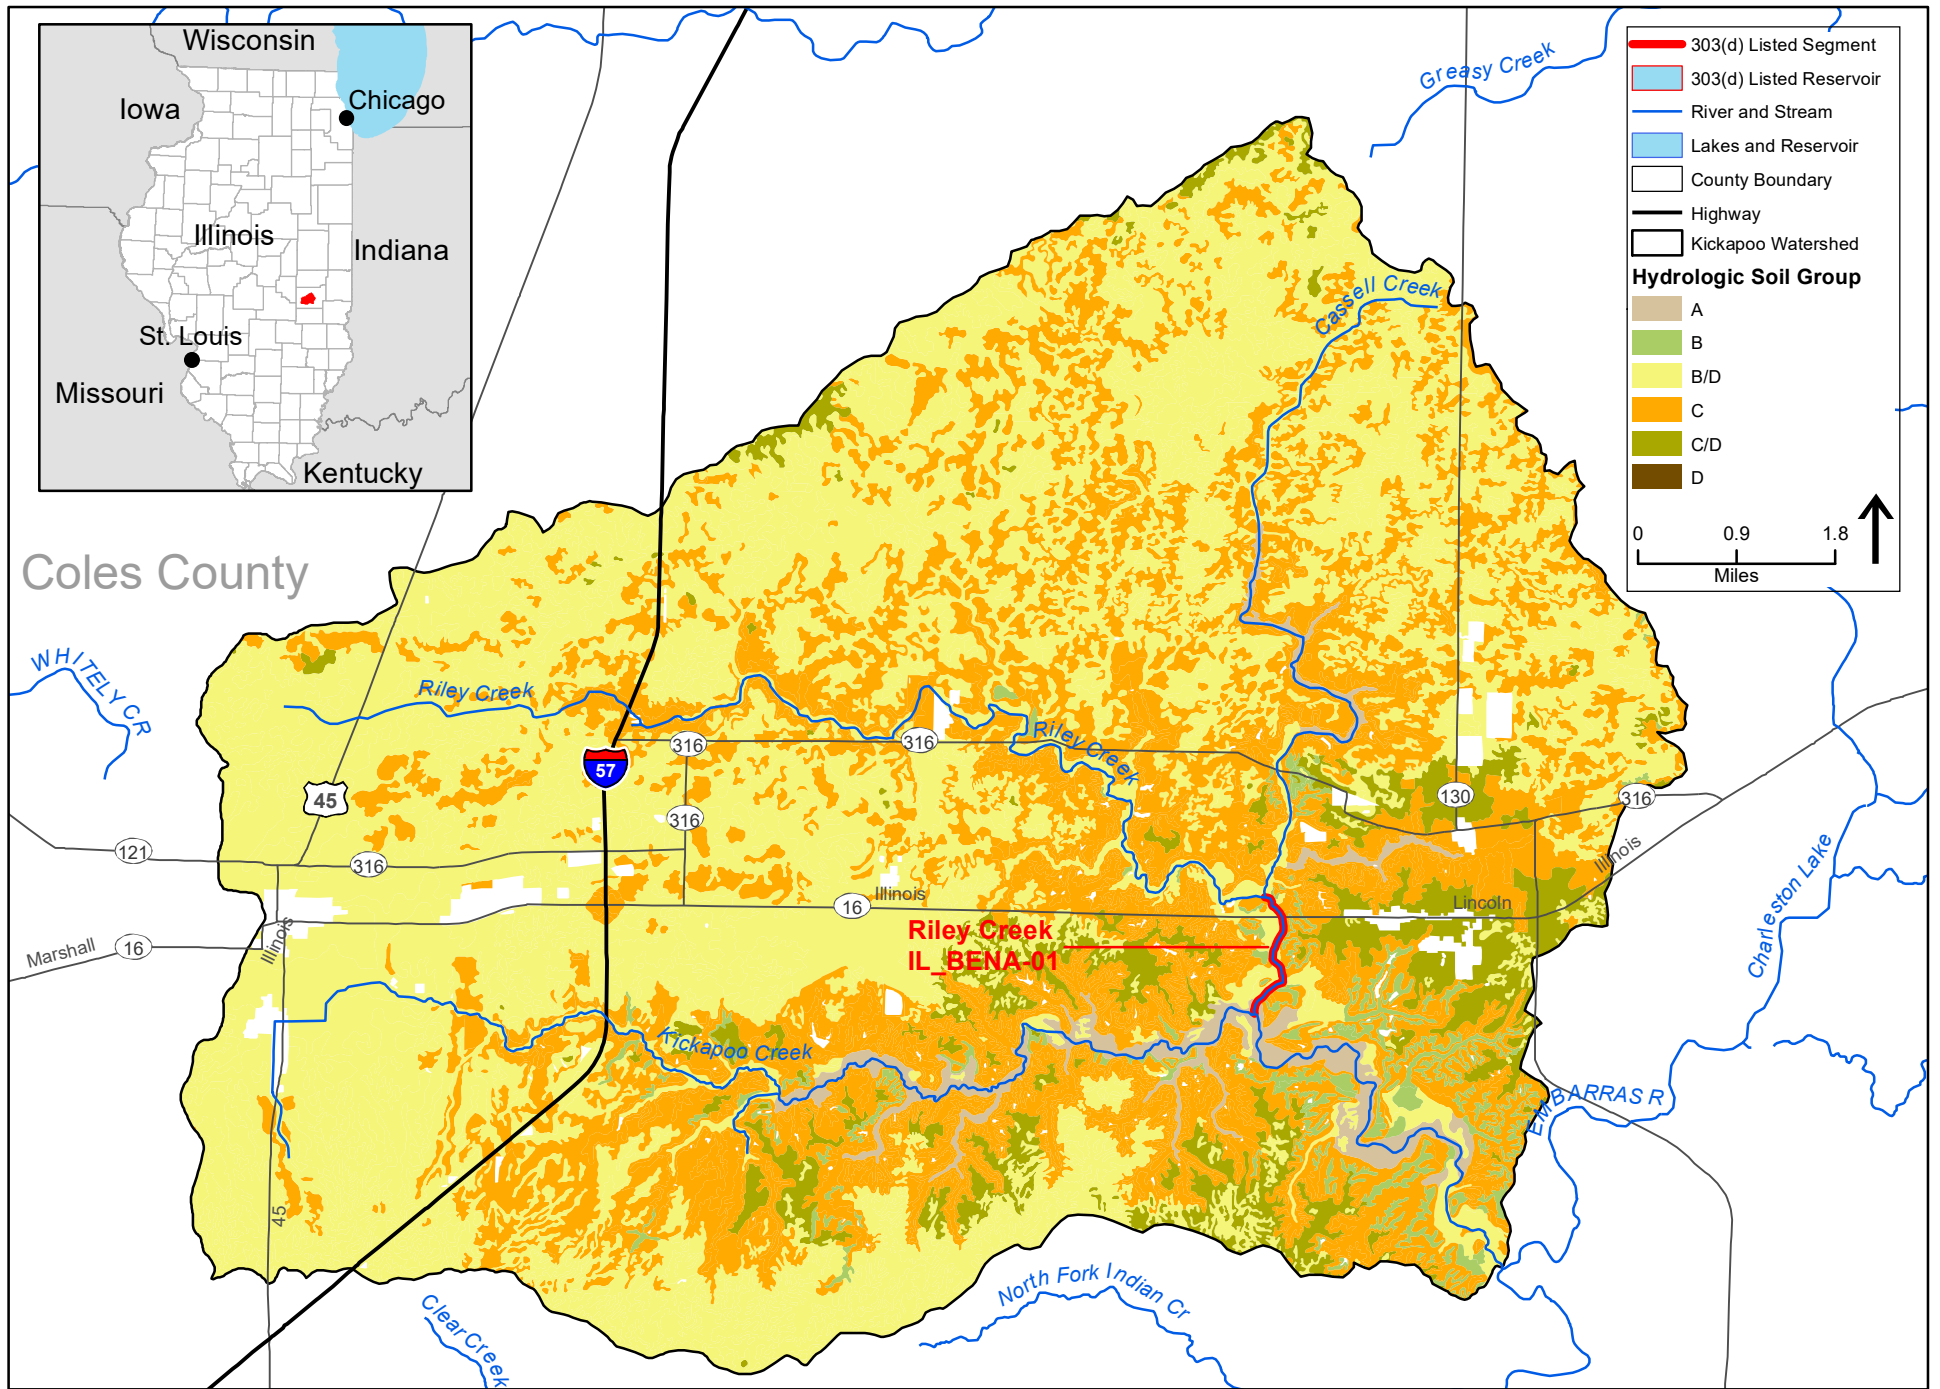 Wisconsin
Iowa
Chicago
Illinois
Indiana
St. Louis
Missouri
Kentucky
Greasy Creek
303(d) Listed Segment
303(d) Listed Reservoir
River and Stream
Lakes and Reservoir
County Boundary
Highway
Kickapoo Watershed
Hydrologic Soil Group
A
B
B/D
C
C/D
D
0 0.9 1.8
Miles
Cassell Creek
Coles County
WHITELY CR
Riley Creek
Riley Creek
316
316
57
45
316
130
316
121
316
Illinois
16
Illinois
Lincoln
Marshall
16
Illinois
Riley Creek
IL_BENA-01
Charleston Lake
Kickapoo Creek
EMBARRAS R
45
North Fork Indian Cr
Clear Creek